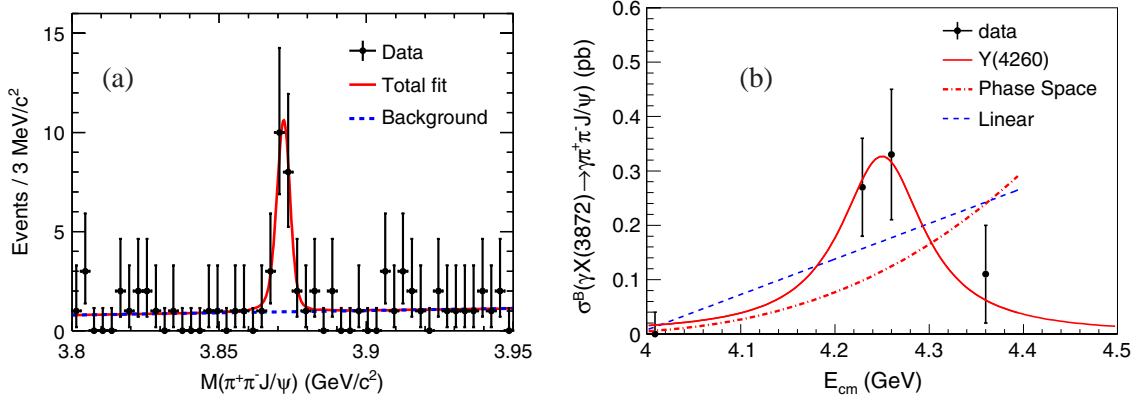 (a)
Data
Total fit
Background
Events / 3 MeV/c²
0
5
10
15
3.8
3.85
3.9
3.95
M(π⁺π⁻J/ψ) (GeV/c²)
(b)
data
Y(4260)
Phase Space
Linear
σᴮ(γX(3872)→γπ⁺π⁻J/ψ) (pb)
0.6
0.5
0.4
0.3
0.2
0.1
0
4
4.1
4.2
4.3
4.4
4.5
E_cm (GeV)